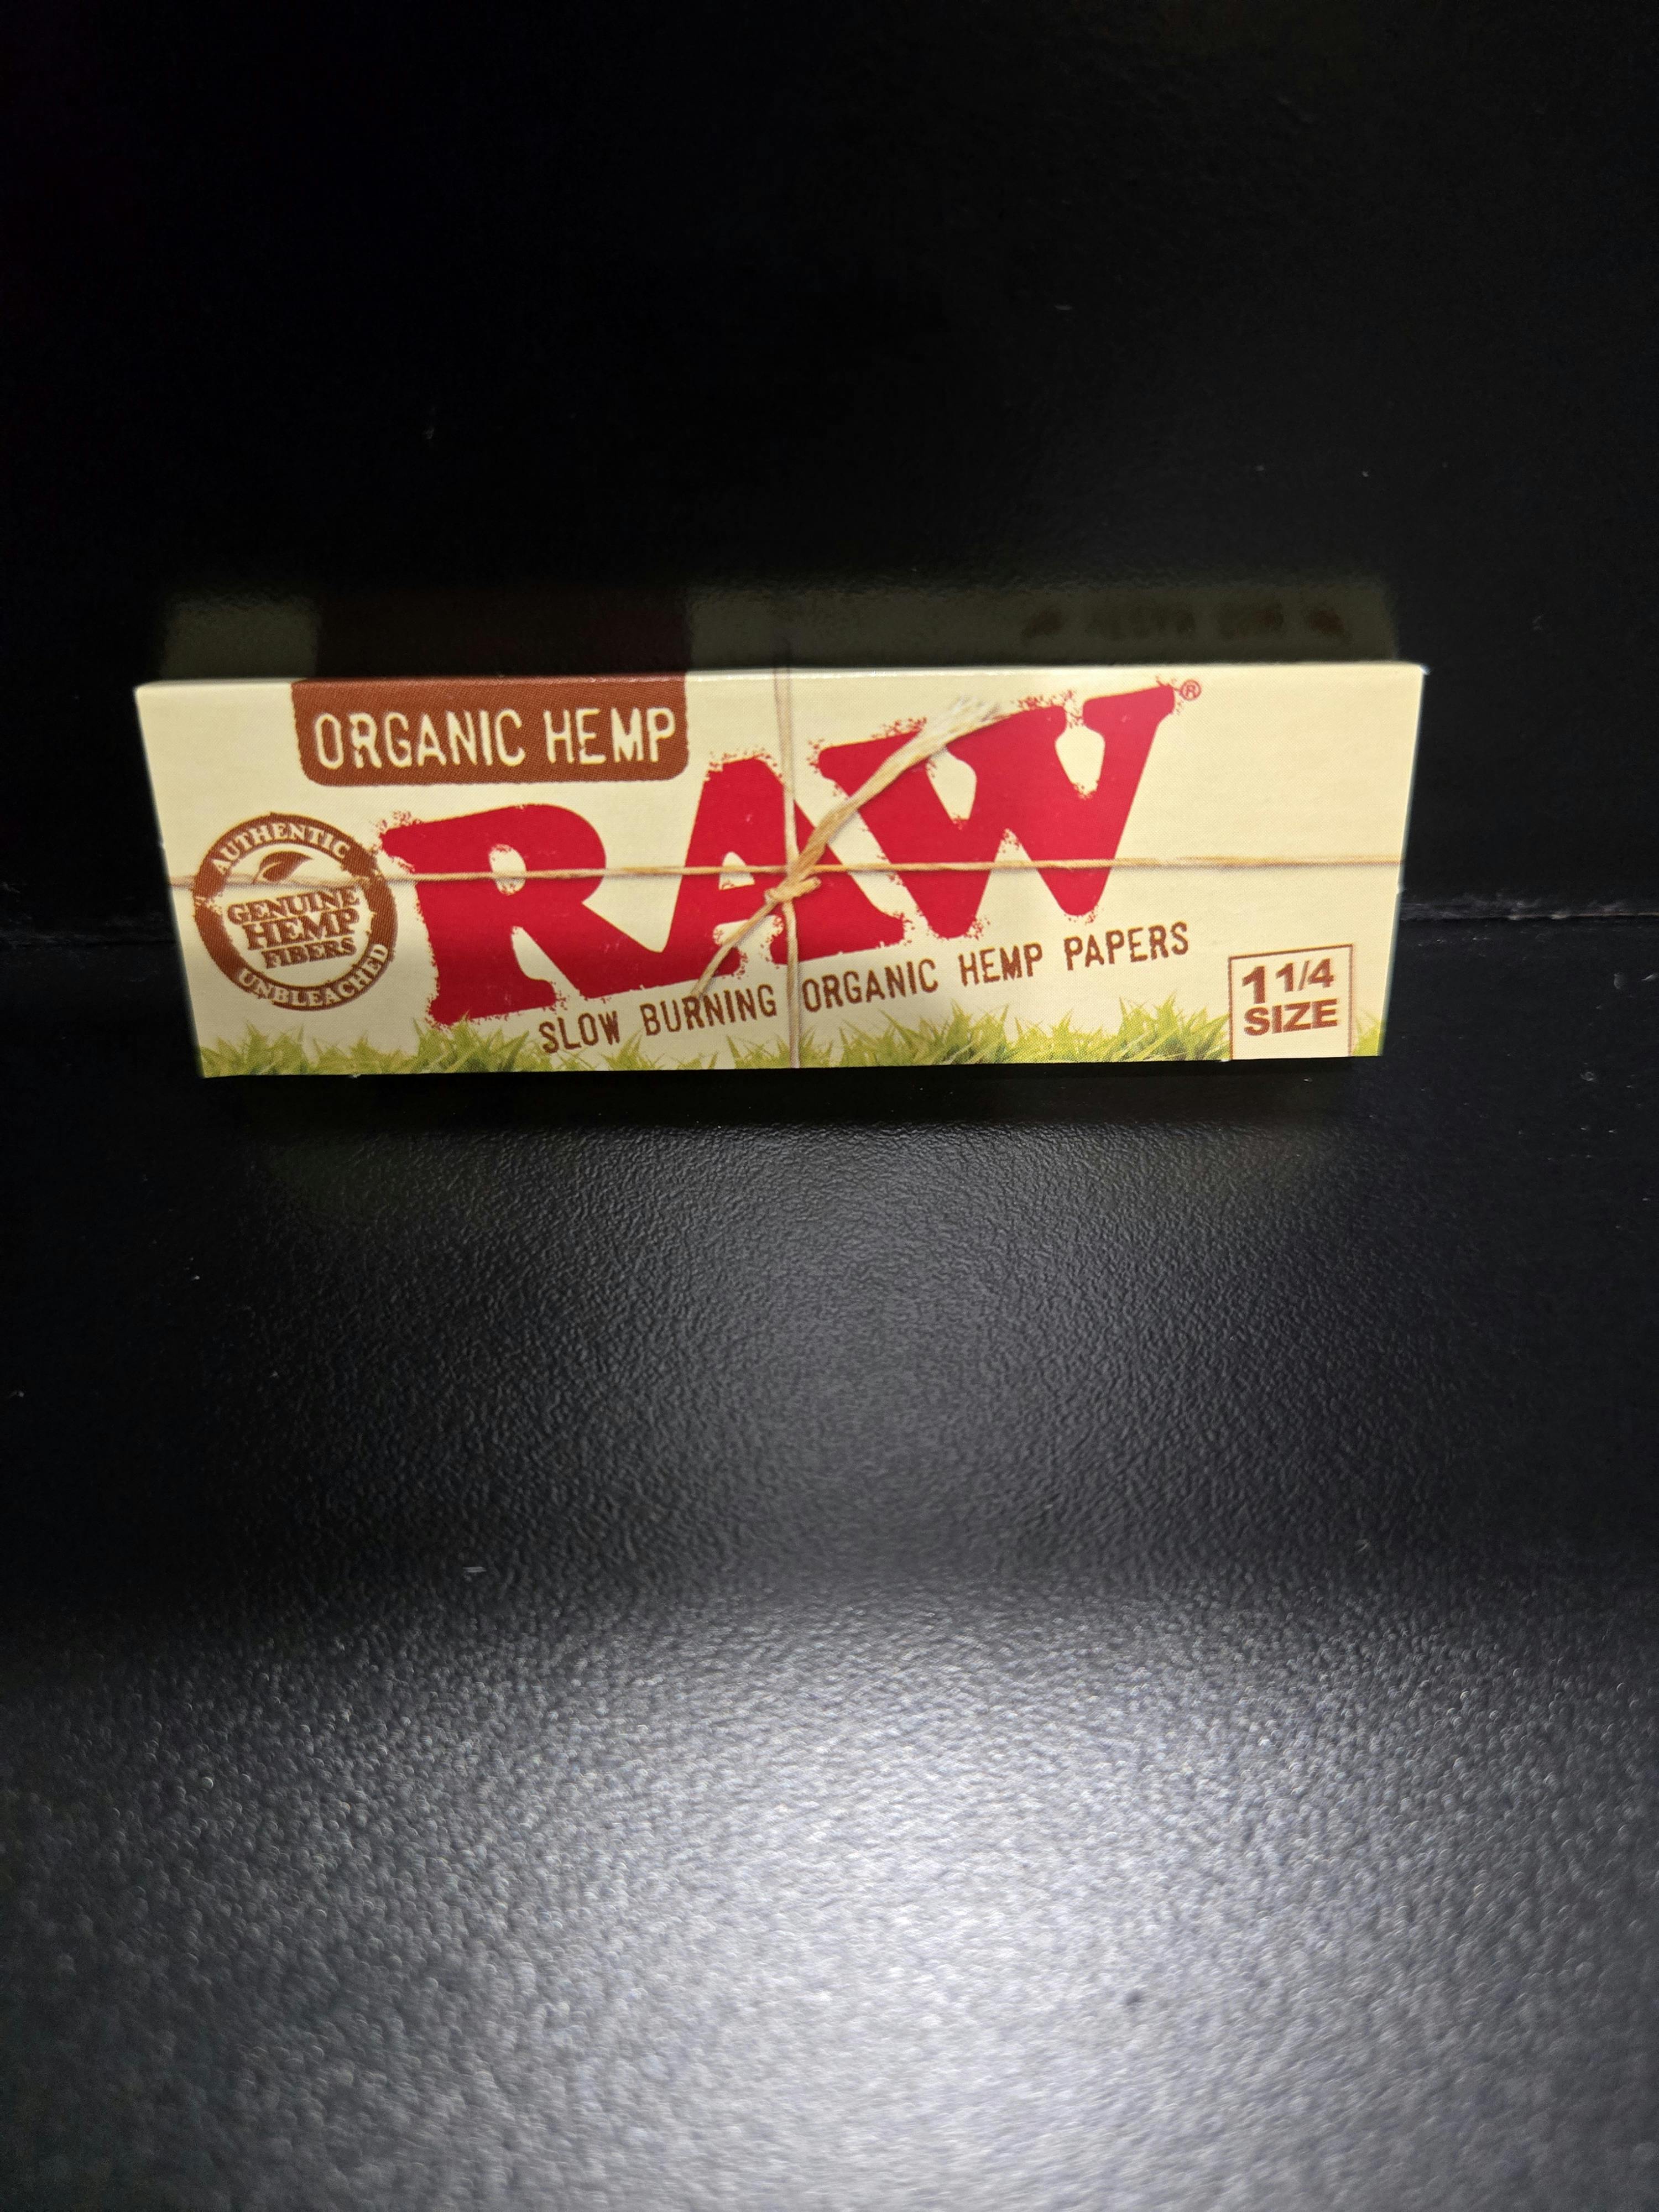 ORGANIC HEMP
RAW®
AUTHENTIC
GENUINE
HEMP
FIBERS
UNBLEACHED
SLOW BURNING ORGANIC HEMP PAPERS
1 1/4
SIZE